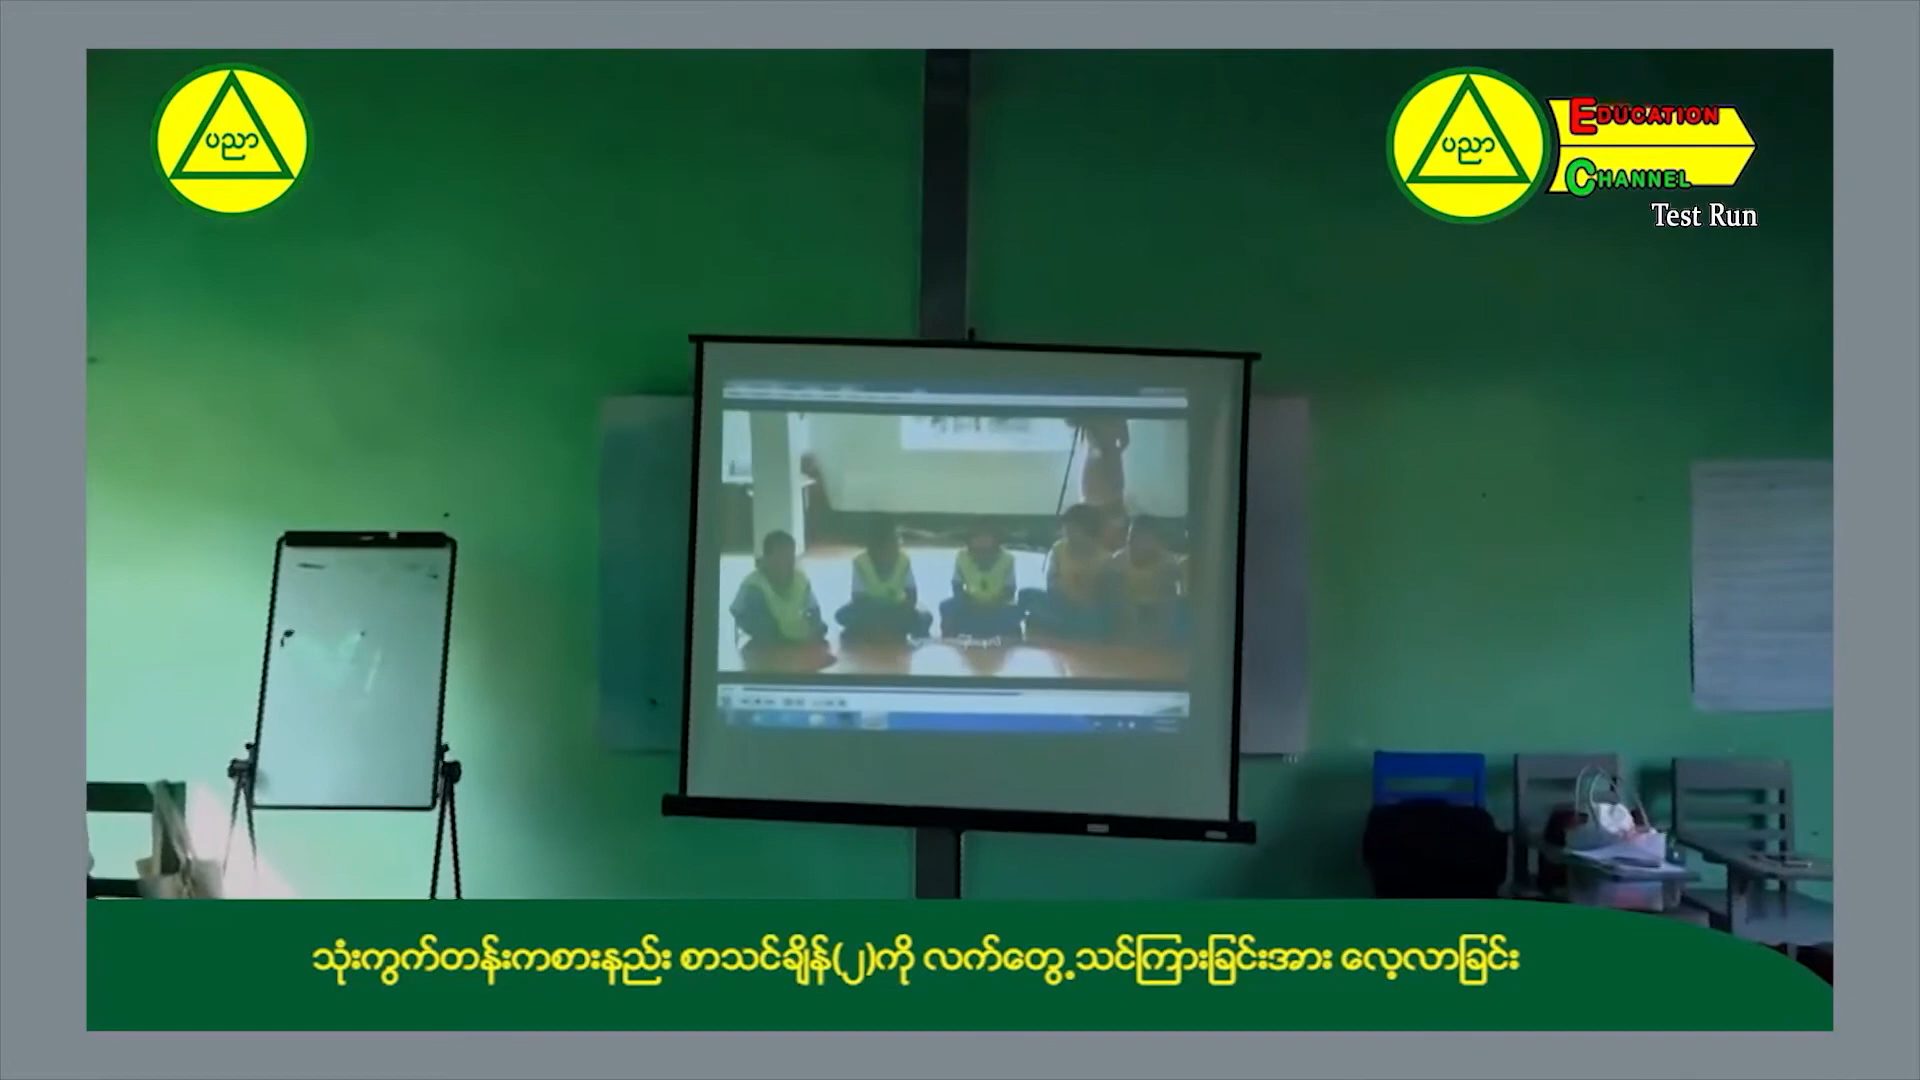 ပညာ
ပညာ
EDUCATION
CHANNEL
Test Run
သုံးကွက်တန်းကစားနည်း စာသင်ချိန်(၂)ကို လက်တွေ့သင်ကြားခြင်းအား လေ့လာခြင်း